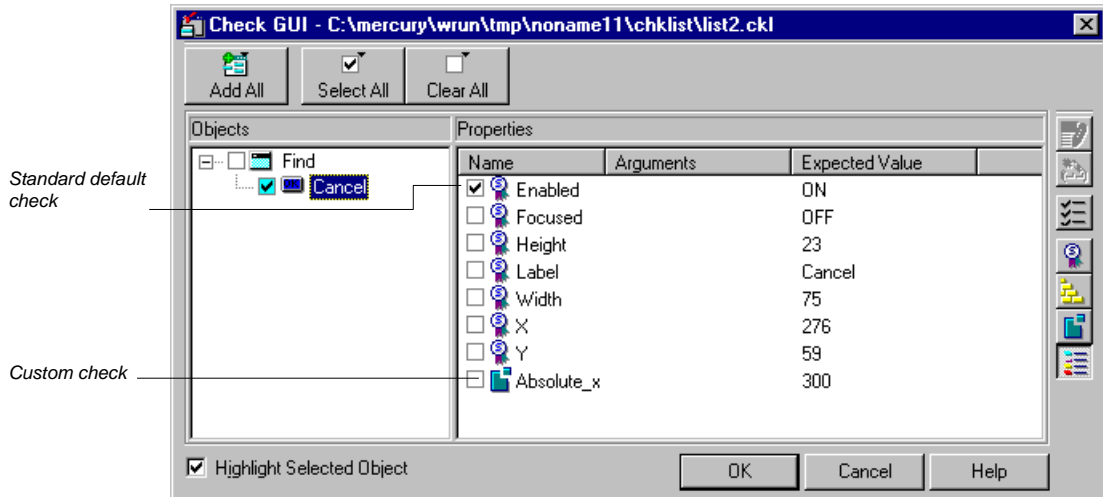 Check GUI - C:\mercury\wrun\tmp\noname11\chklist\list2.ckl
Add All Select All Clear All
Objects Properties
Find
Cancel
Name Arguments Expected Value
Enabled ON
Focused OFF
Height 23
Label Cancel
Width 75
X 276
Y 59
Absolute_x 300
Standard default
check
Custom check
Highlight Selected Object
OK Cancel Help